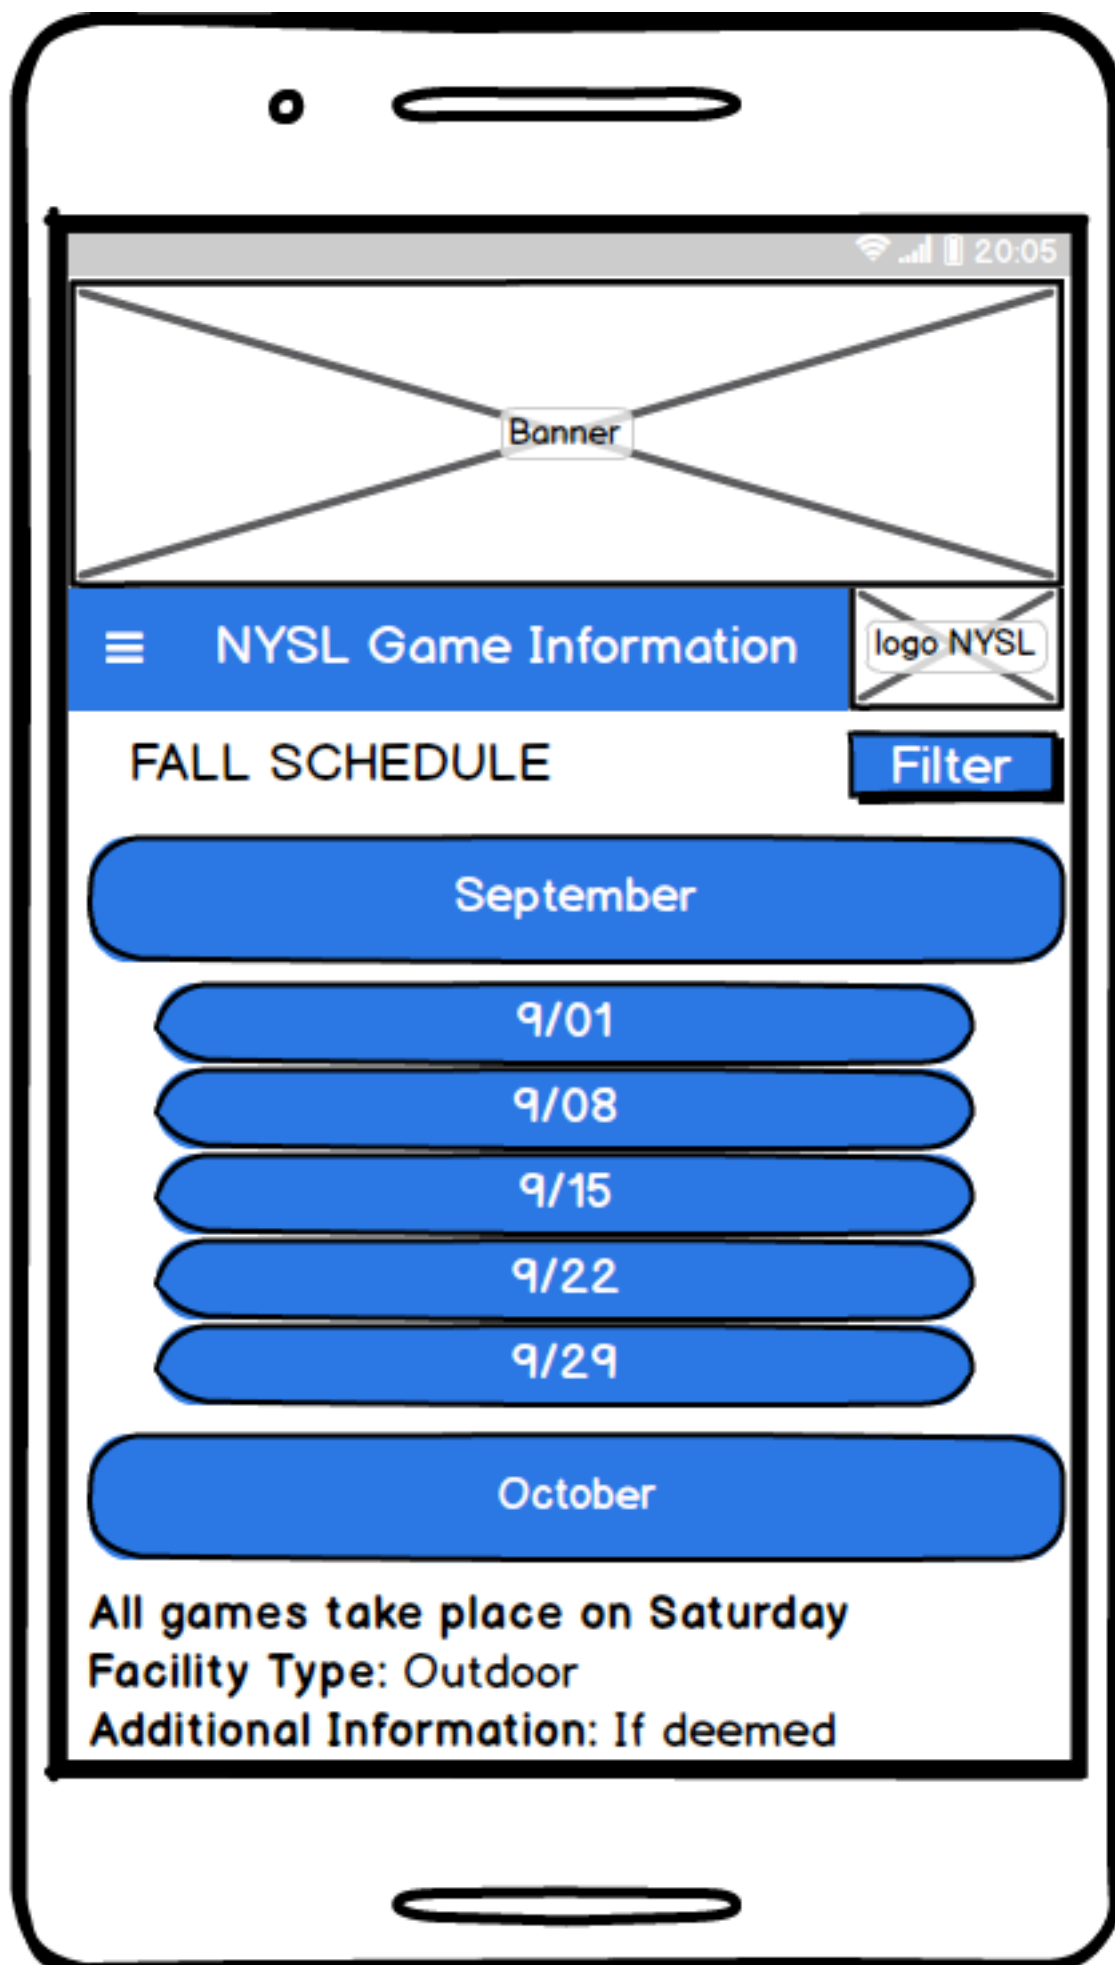 20:05
Banner
NYSL Game Information
logo NYSL
FALL SCHEDULE
Filter
September
9/01
9/08
9/15
9/22
9/29
October
All games take place on Saturday
Facility Type: Outdoor
Additional Information: If deemed